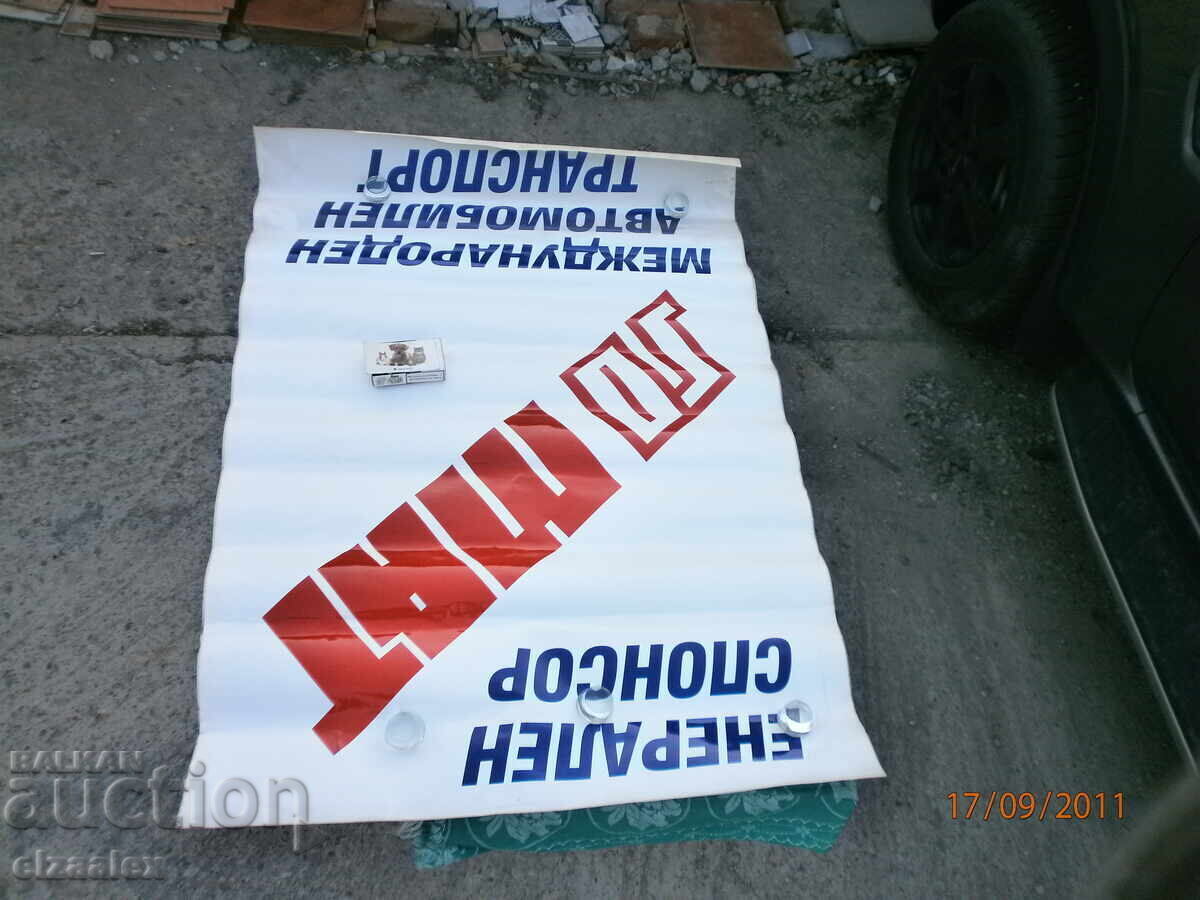 ЕНЕРАЛЕН
СПОНСОР
МЕЖДУНАРОДЕН
АВТОМОБИЛЕН
ТРАНСПОРТ
17/09/2011
BALKAN
auction
elzaalex